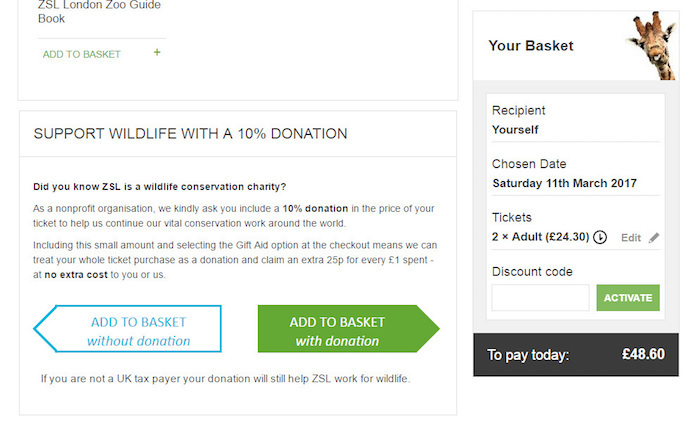 ZSL London Zoo Guide
Book
ADD TO BASKET +
SUPPORT WILDLIFE WITH A 10% DONATION
Did you know ZSL is a wildlife conservation charity?
As a nonprofit organisation, we kindly ask you include a 10% donation in the price of your
ticket to help us continue our vital conservation work around the world.
Including this small amount and selecting the Gift Aid option at the checkout means we can
treat your whole ticket purchase as a donation and claim an extra 25p for every £1 spent -
at no extra cost to you or us.
ADD TO BASKET
without donation
ADD TO BASKET
with donation
If you are not a UK tax payer your donation will still help ZSL work for wildlife.
Your Basket
Recipient
Yourself
Chosen Date
Saturday 11th March 2017
Tickets
2 × Adult (£24.30) Edit
Discount code
ACTIVATE
To pay today: £48.60